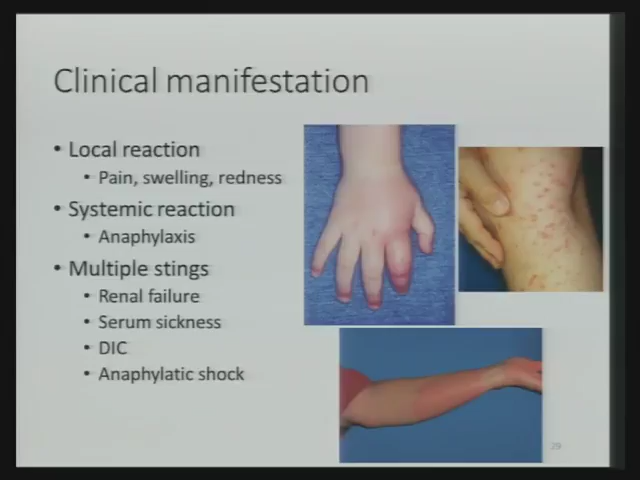 Clinical manifestation
• Local reaction
• Pain, swelling, redness
• Systemic reaction
• Anaphylaxis
• Multiple stings
• Renal failure
• Serum sickness
• DIC
• Anaphylatic shock
29